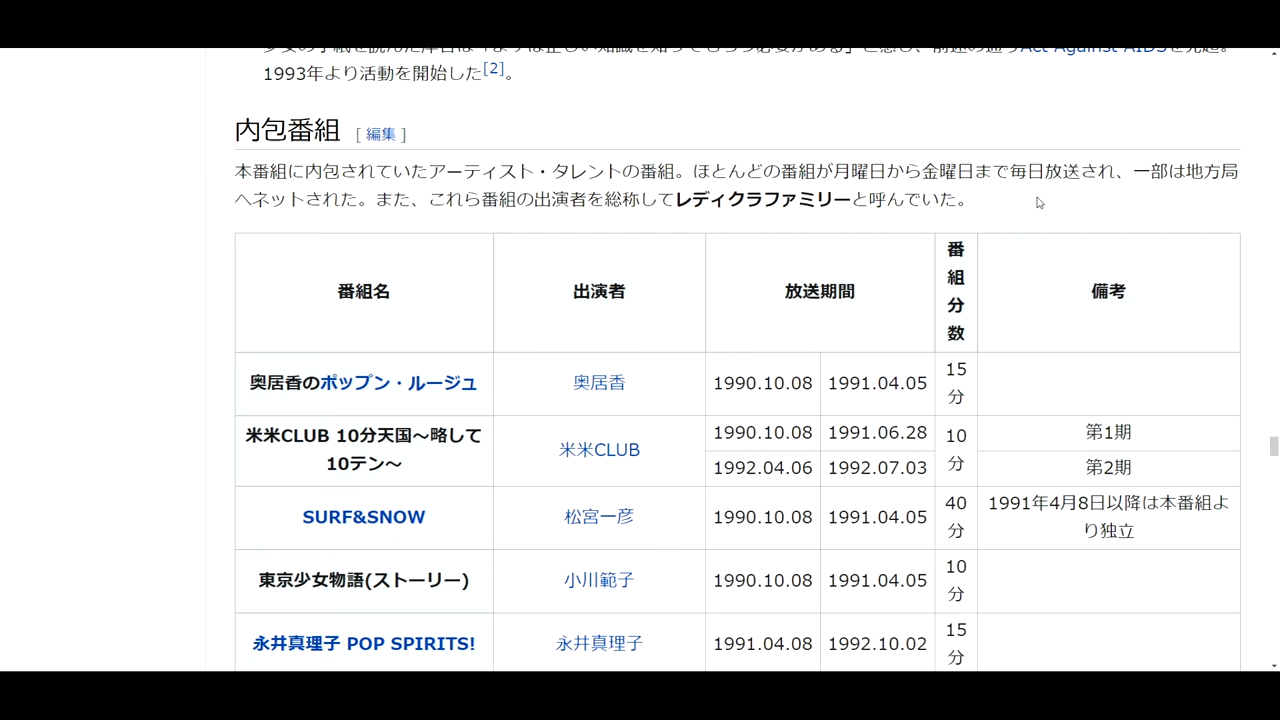 1993年より活動を開始した[2]。
内包番組 [ 編集 ]
本番組に内包されていたアーティスト・タレントの番組。ほとんどの番組が月曜日から金曜日まで毎日放送され、一部は地方局
へネットされた。また、これら番組の出演者を総称してレディクラファミリーと呼んでいた。
番組名 出演者 放送期間 番組分数 備考
奥居香のポップン・ルージュ 奥居香 1990.10.08 1991.04.05 15分
米米CLUB 10分天国～略して10テン～ 米米CLUB 1990.10.08 1991.06.28 10分 第1期
1992.04.06 1992.07.03 第2期
SURF&SNOW 松宮一彦 1990.10.08 1991.04.05 40分 1991年4月8日以降は本番組より独立
東京少女物語(ストーリー) 小川範子 1990.10.08 1991.04.05 10分
永井真理子 POP SPIRITS! 永井真理子 1991.04.08 1992.10.02 15分